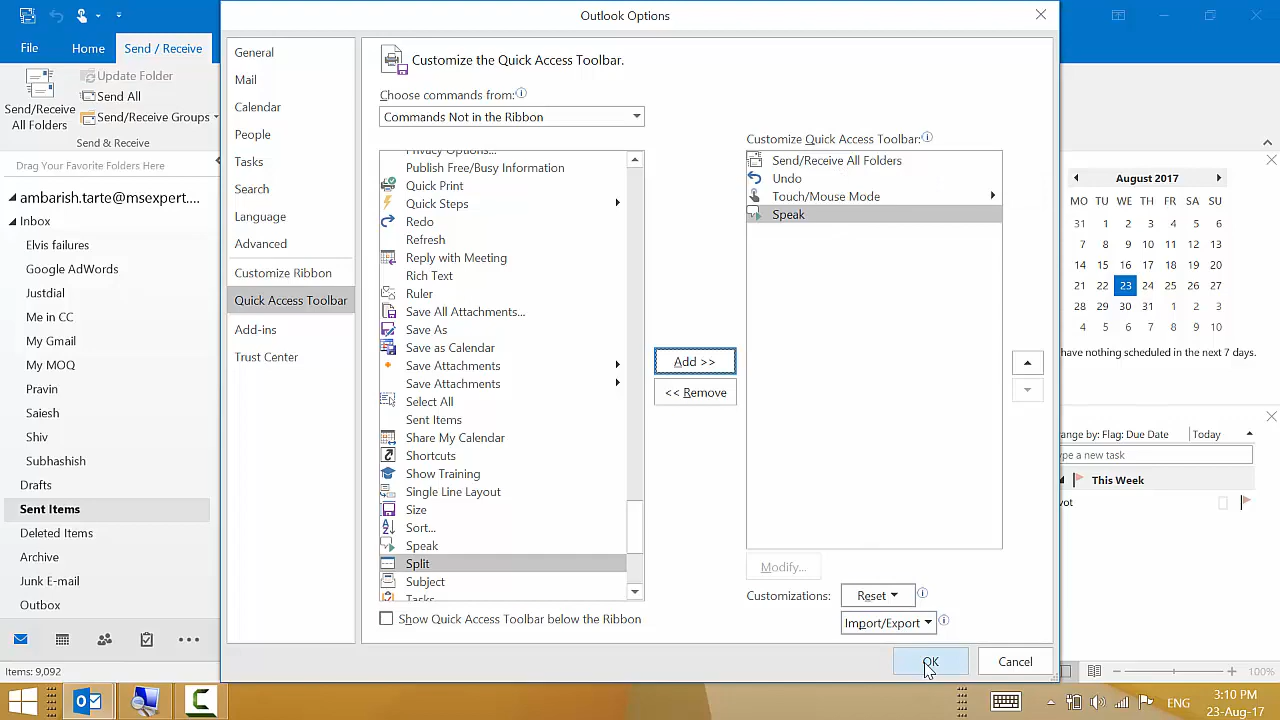 Outlook Options
File
Home
Send / Receive
Send/Receive
All Folders
Update Folder
Send All
Send/Receive Groups
Send & Receive
Drag Your Favorite Folders Here
ambarish.tarte@msexpert....
Inbox
Elvis failures
Google AdWords
Justdial
Me in CC
My Gmail
My MOQ
Pravin
Saiesh
Shiv
Subhashish
Drafts
Sent Items
Deleted Items
Archive
Junk E-mail
Outbox
Items: 9,092
General
Mail
Calendar
People
Tasks
Search
Language
Advanced
Customize Ribbon
Quick Access Toolbar
Add-ins
Trust Center
Customize the Quick Access Toolbar.
Choose commands from:
Commands Not in the Ribbon
Privacy Options...
Publish Free/Busy Information
Quick Print
Quick Steps
Redo
Refresh
Reply with Meeting
Rich Text
Ruler
Save All Attachments...
Save As
Save as Calendar
Save Attachments
Save Attachments
Select All
Sent Items
Share My Calendar
Shortcuts
Show Training
Single Line Layout
Size
Sort...
Speak
Split
Subject
Tasks
Show Quick Access Toolbar below the Ribbon
Add >>
<< Remove
Customize Quick Access Toolbar:
Send/Receive All Folders
Undo
Touch/Mouse Mode
Speak
Modify...
Customizations:
Reset
Import/Export
OK
Cancel
August 2017
MO TU WE TH FR SA SU
31 1 2 3 4 5 6
7 8 9 10 11 12 13
14 15 16 17 18 19 20
21 22 23 24 25 26 27
28 29 30 31 1 2 3
4 5 6 7 8 9 10
have nothing scheduled in the next 7 days.
ange by: Flag: Due Date
Today
ype a new task
This Week
vot
100%
ENG
3:10 PM
23-Aug-17